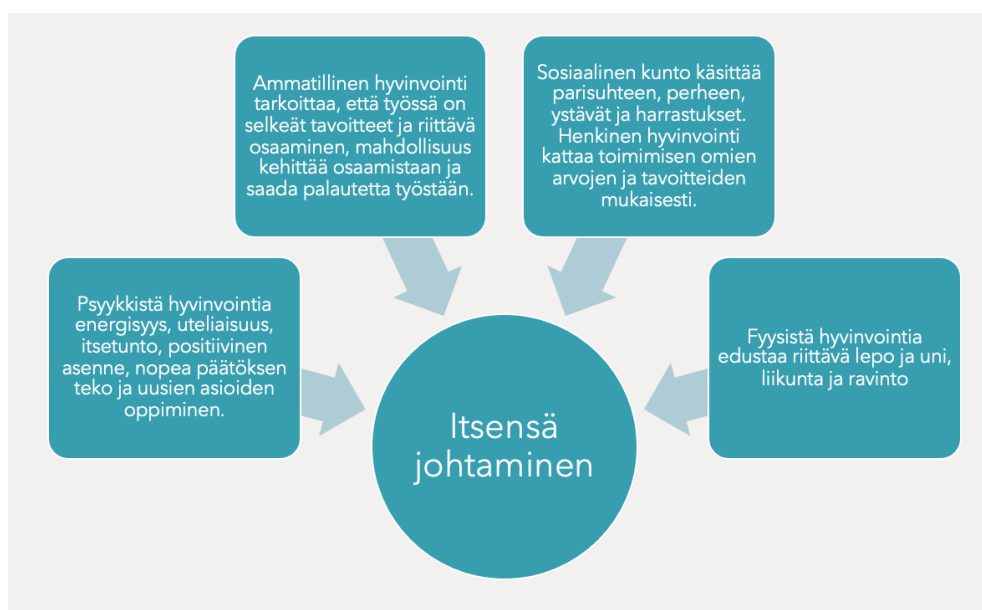 Ammatillinen hyvinvointi
tarkoittaa, että työssä on
selkeät tavoitteet ja riittävä
osaaminen, mahdollisuus
kehittää osaamistaan ja
saada palautetta työstään.
Sosiaalinen kunto käsittää
parisuhteen, perheen,
ystävät ja harrastukset.
Henkinen hyvinvointi
kattaa toimimisen omien
arvojen ja tavoitteiden
mukaisesti.
Psyykkistä hyvinvointia
energisyys, uteliaisuus,
itsetunto, positiivinen
asenne, nopea päätöksen
teko ja uusien asioiden
oppiminen.
Fyysistä hyvinvointia
edustaa riittävä lepo ja uni,
liikunta ja ravinto
Itsensä
johtaminen